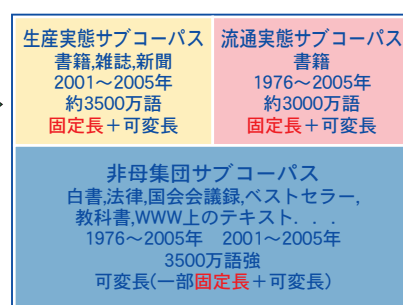 生産実態サブコーパス
書籍,雑誌,新聞
2001～2005年
約3500万語
固定長＋可変長
流通実態サブコーパス
書籍
1976～2005年
約3000万語
固定長＋可変長
非母集団サブコーパス
白書,法律,国会会議録,ベストセラー,
教科書,WWW上のテキスト．．．
1976～2005年　2001～2005年
3500万語強
可変長(一部固定長＋可変長)